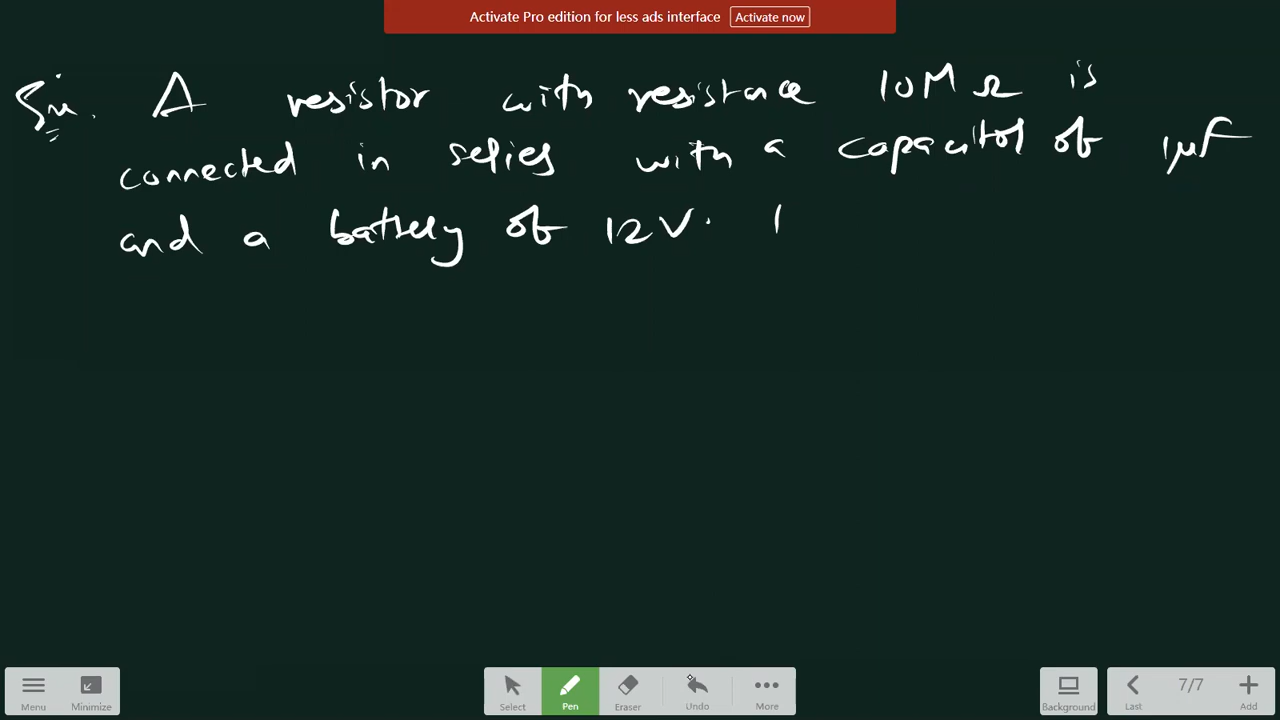 Activate Pro edition for less ads interface Activate now
A resistor with resistance 10MΩ is
connected in series with a capacitor of 1μF
and a battery of 12V.
Menu Minimize Select Pen Eraser Undo More Background Last 7/7 Add